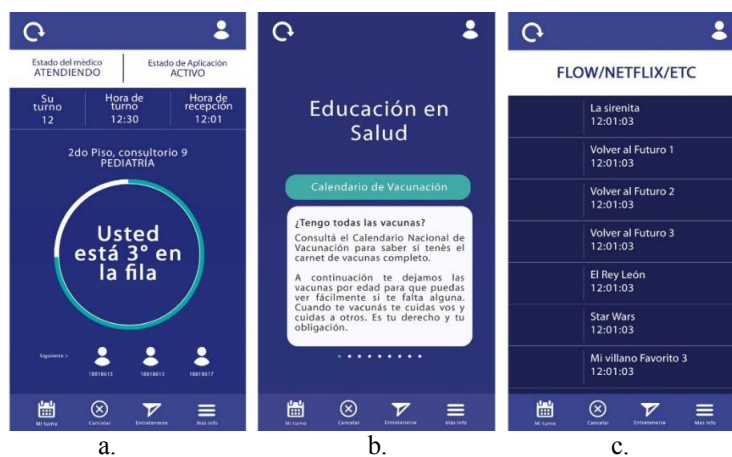 Estado del médico
ATENDIENDO
Estado de Aplicación
ACTIVO
Su
turno
12
Hora de
turno
12:30
Hora de
recepción
12:01
2do Piso, consultorio 9
PEDIATRÍA
Usted
está 3° en
la fila
Siguiente >
18818613
18818613
18818617
Mi turno
Cancelar
Entretenerse
Más info
a.
Educación en
Salud
Calendario de Vacunación
¿Tengo todas las vacunas?
Consultá el Calendario Nacional de
Vacunación para saber si tenés el
carnet de vacunas completo.
A continuación te dejamos las
vacunas por edad para que puedas
ver fácilmente si te falta alguna.
Cuando te vacunás te cuidas vos y
cuidas a otros. Es tu derecho y tu
obligación.
Mi turno
Cancelar
Entretenerse
Más info
b.
FLOW/NETFLIX/ETC
La sirenita
12:01:03
Volver al Futuro 1
12:01:03
Volver al Futuro 2
12:01:03
Volver al Futuro 3
12:01:03
El Rey León
12:01:03
Star Wars
12:01:03
Mi villano Favorito 3
12:01:03
Mi turno
Cancelar
Entretenerse
Más info
c.